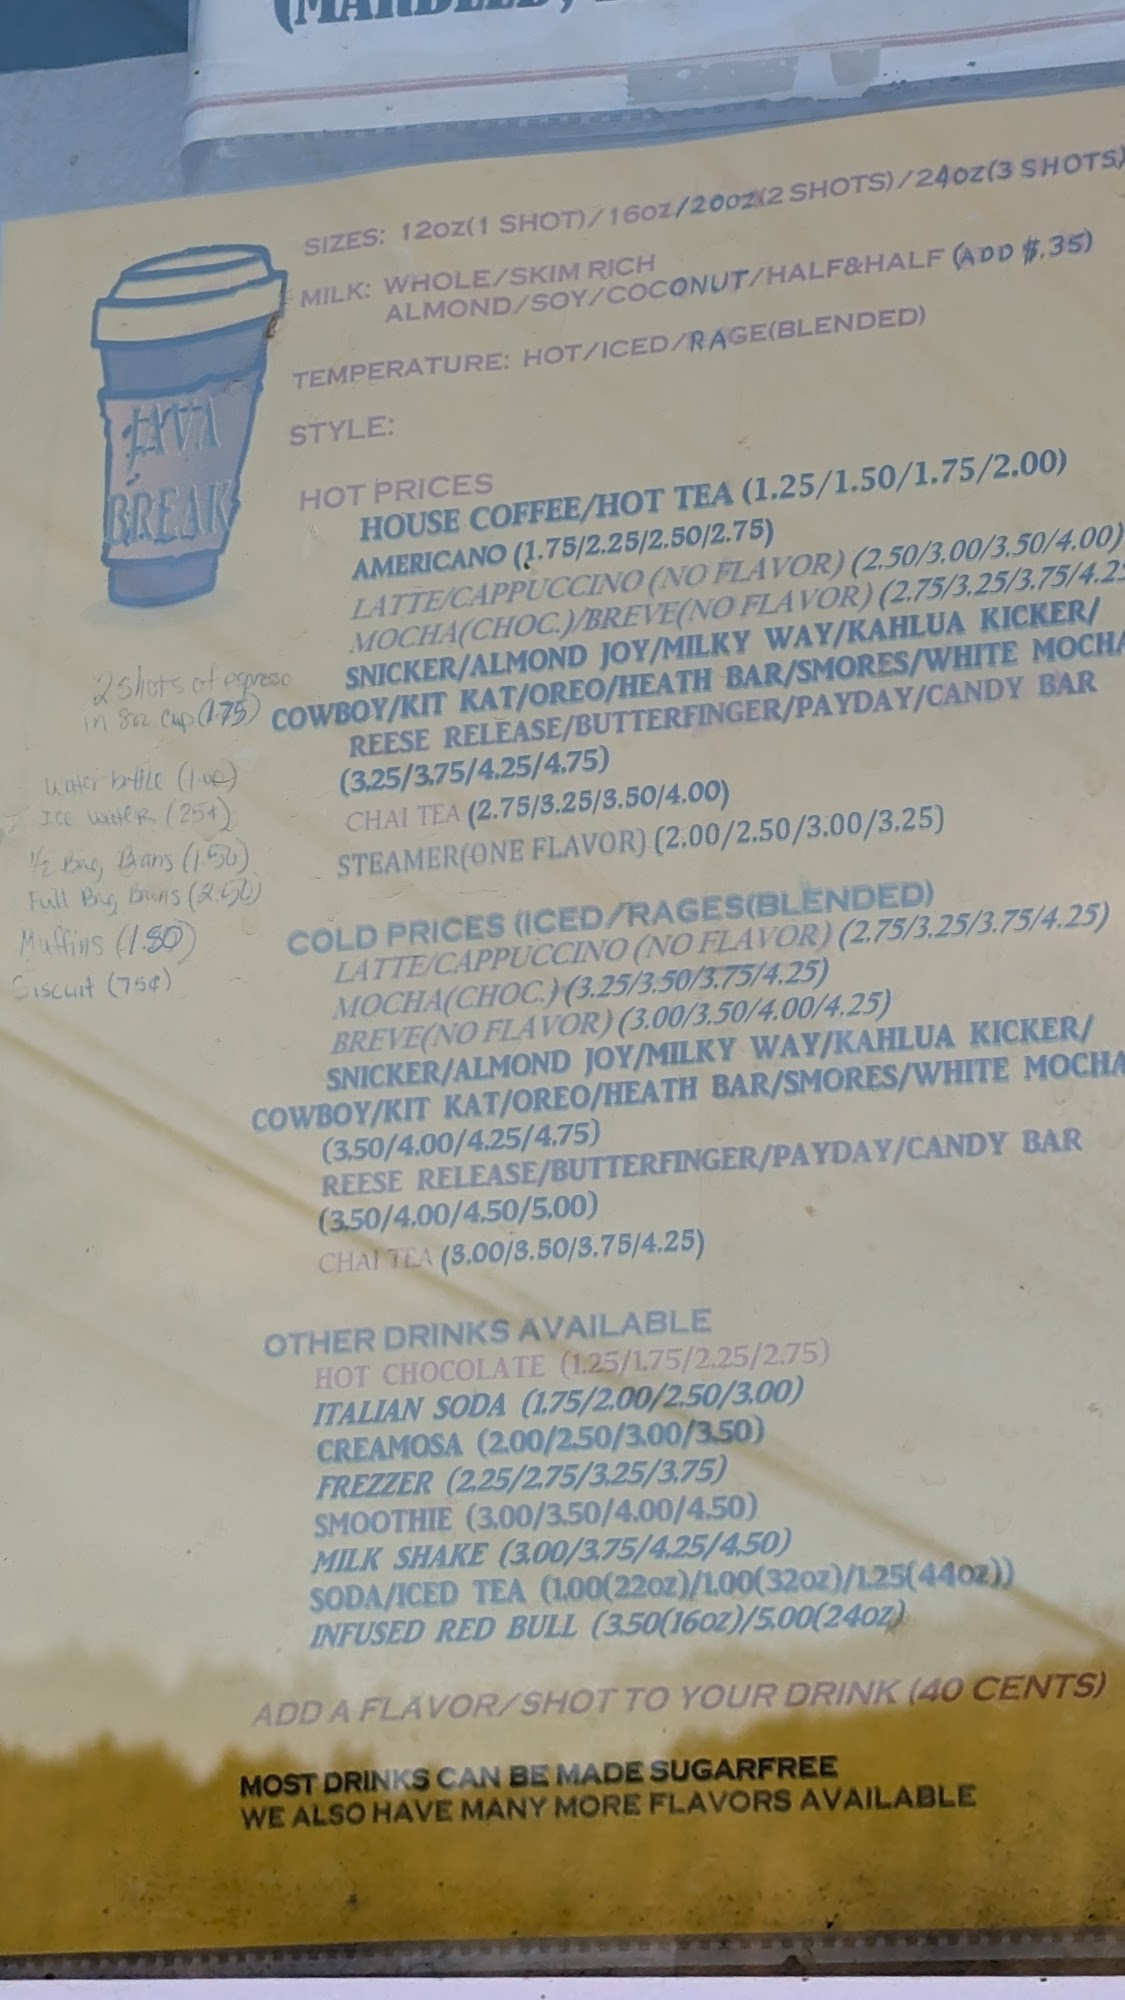 SIZES: 12oz(1 SHOT)/16oz/20oz(2 SHOTS)/24oz(3 SHOTS)
MILK: WHOLE/SKIM RICH
ALMOND/SOY/COCONUT/HALF&HALF (ADD $.35)
TEMPERATURE: HOT/ICED/RAGE(BLENDED)
STYLE:
JAVA
BREAK
HOT PRICES
HOUSE COFFEE/HOT TEA (1.25/1.50/1.75/2.00)
AMERICANO (1.75/2.25/2.50/2.75)
LATTE/CAPPUCCINO (NO FLAVOR) (2.50/3.00/3.50/4.00)
MOCHA(CHOC.)/BREVE(NO FLAVOR) (2.75/3.25/3.75/4.2
SNICKER/ALMOND JOY/MILKY WAY/KAHLUA KICKER/
COWBOY/KIT KAT/OREO/HEATH BAR/SMORES/WHITE MOCHA
REESE RELEASE/BUTTERFINGER/PAYDAY/CANDY BAR
(3.25/3.75/4.25/4.75)
CHAI TEA (2.75/3.25/3.50/4.00)
STEAMER(ONE FLAVOR) (2.00/2.50/3.00/3.25)
2 shots of espresso
in 8oz cup (1.75)
Water bottle
Ice water (25¢)
1/2 Bag Beans (1.50)
Full Bag Beans (2.50)
Muffins (1.80)
Biscuit (75¢)
COLD PRICES (ICED/RAGES(BLENDED)
LATTE/CAPPUCCINO (NO FLAVOR) (2.75/3.25/3.75/4.25)
MOCHA(CHOC.) (3.25/3.50/3.75/4.25)
BREVE(NO FLAVOR) (3.00/3.50/4.00/4.25)
SNICKER/ALMOND JOY/MILKY WAY/KAHLUA KICKER/
COWBOY/KIT KAT/OREO/HEATH BAR/SMORES/WHITE MOCHA
(3.50/4.00/4.25/4.75)
REESE RELEASE/BUTTERFINGER/PAYDAY/CANDY BAR
(3.50/4.00/4.50/5.00)
CHAI TEA (3.00/3.50/3.75/4.25)
OTHER DRINKS AVAILABLE
HOT CHOCOLATE (1.25/1.75/2.25/2.75)
ITALIAN SODA (1.75/2.00/2.50/3.00)
CREAMOSA (2.00/2.50/3.00/3.50)
FREZZER (2.25/2.75/3.25/3.75)
SMOOTHIE (3.00/3.50/4.00/4.50)
MILK SHAKE (3.00/3.75/4.25/4.50)
SODA/ICED TEA (1.00(22oz)/1.00(32oz)/1.25(44oz))
INFUSED RED BULL (3.50(16oz)/5.00(24oz)
ADD A FLAVOR/SHOT TO YOUR DRINK (40 CENTS)
MOST DRINKS CAN BE MADE SUGARFREE
WE ALSO HAVE MANY MORE FLAVORS AVAILABLE